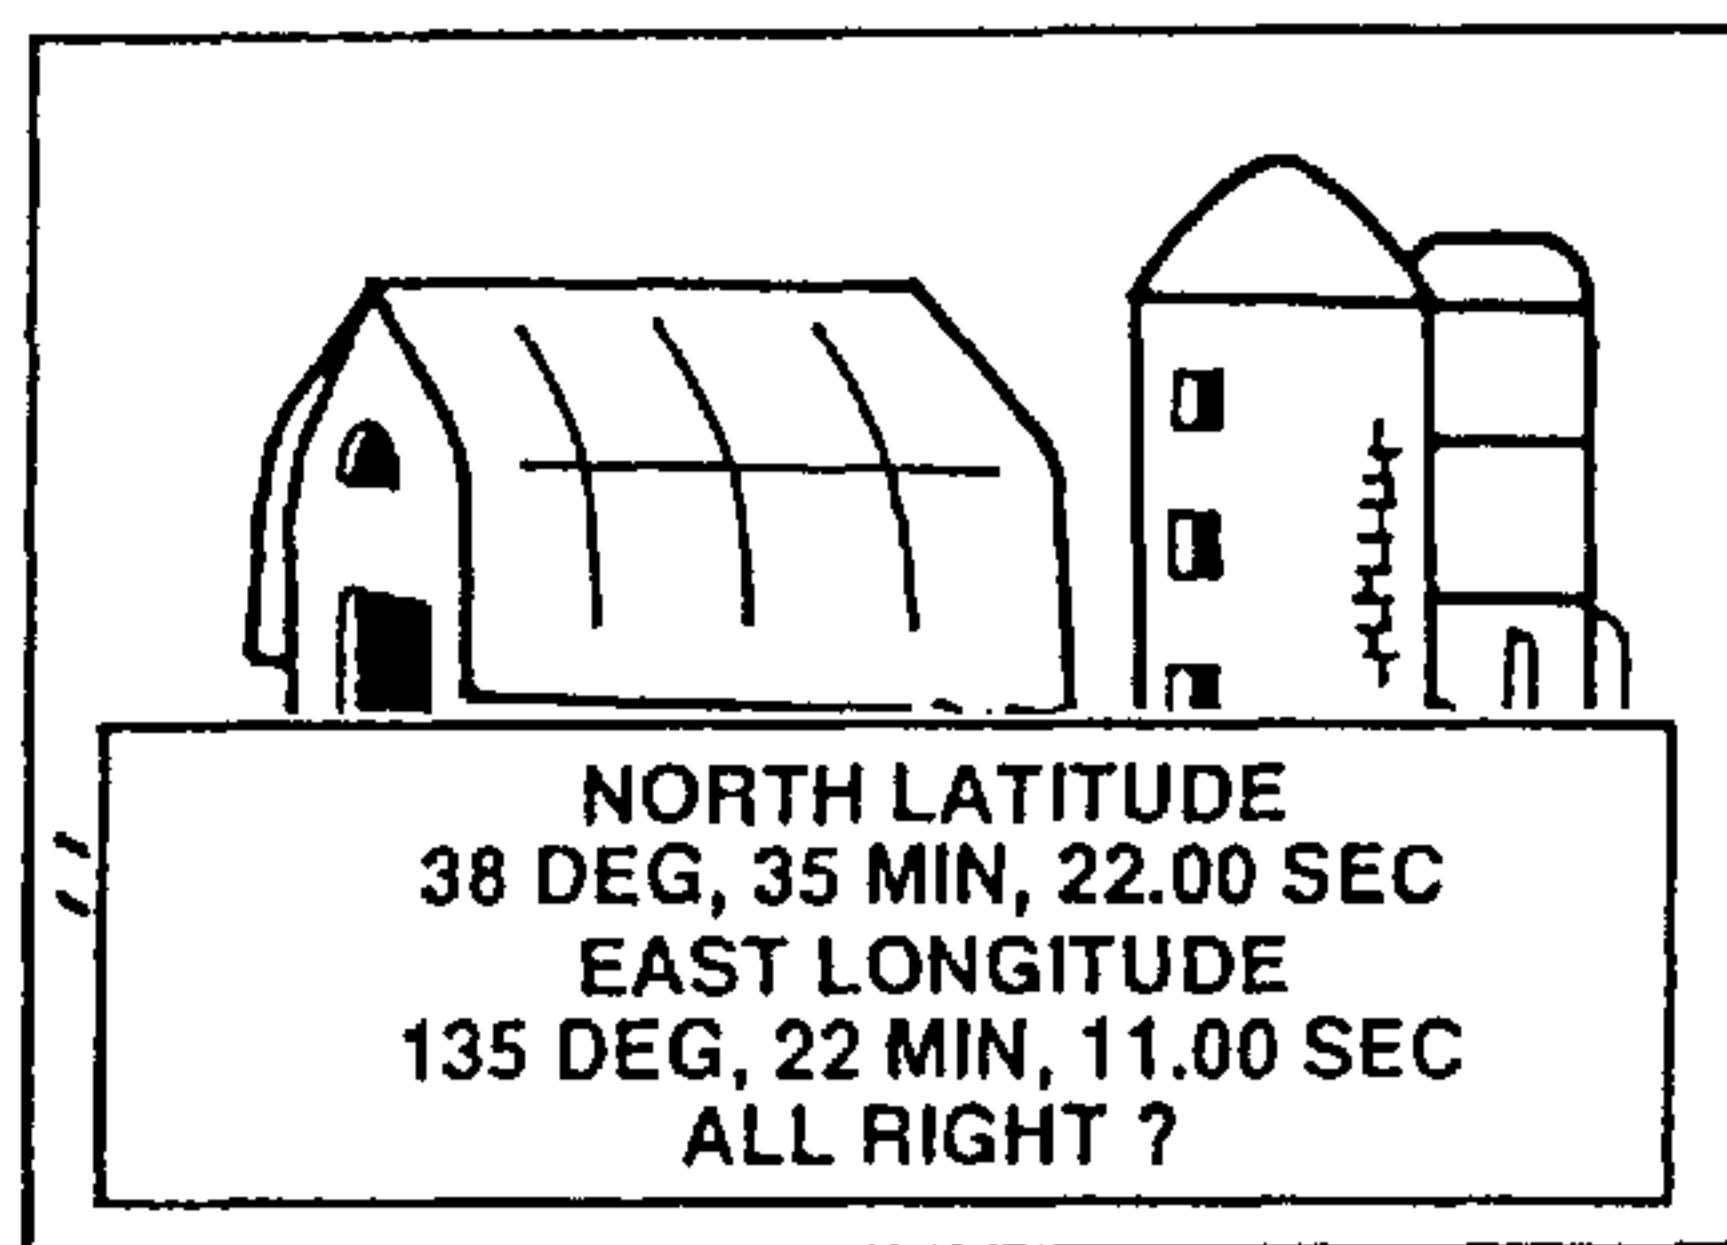 NORTH LATITUDE
38 DEG, 35 MIN, 22.00 SEC
EAST LONGITUDE
135 DEG, 22 MIN, 11.00 SEC
ALL RIGHT ?